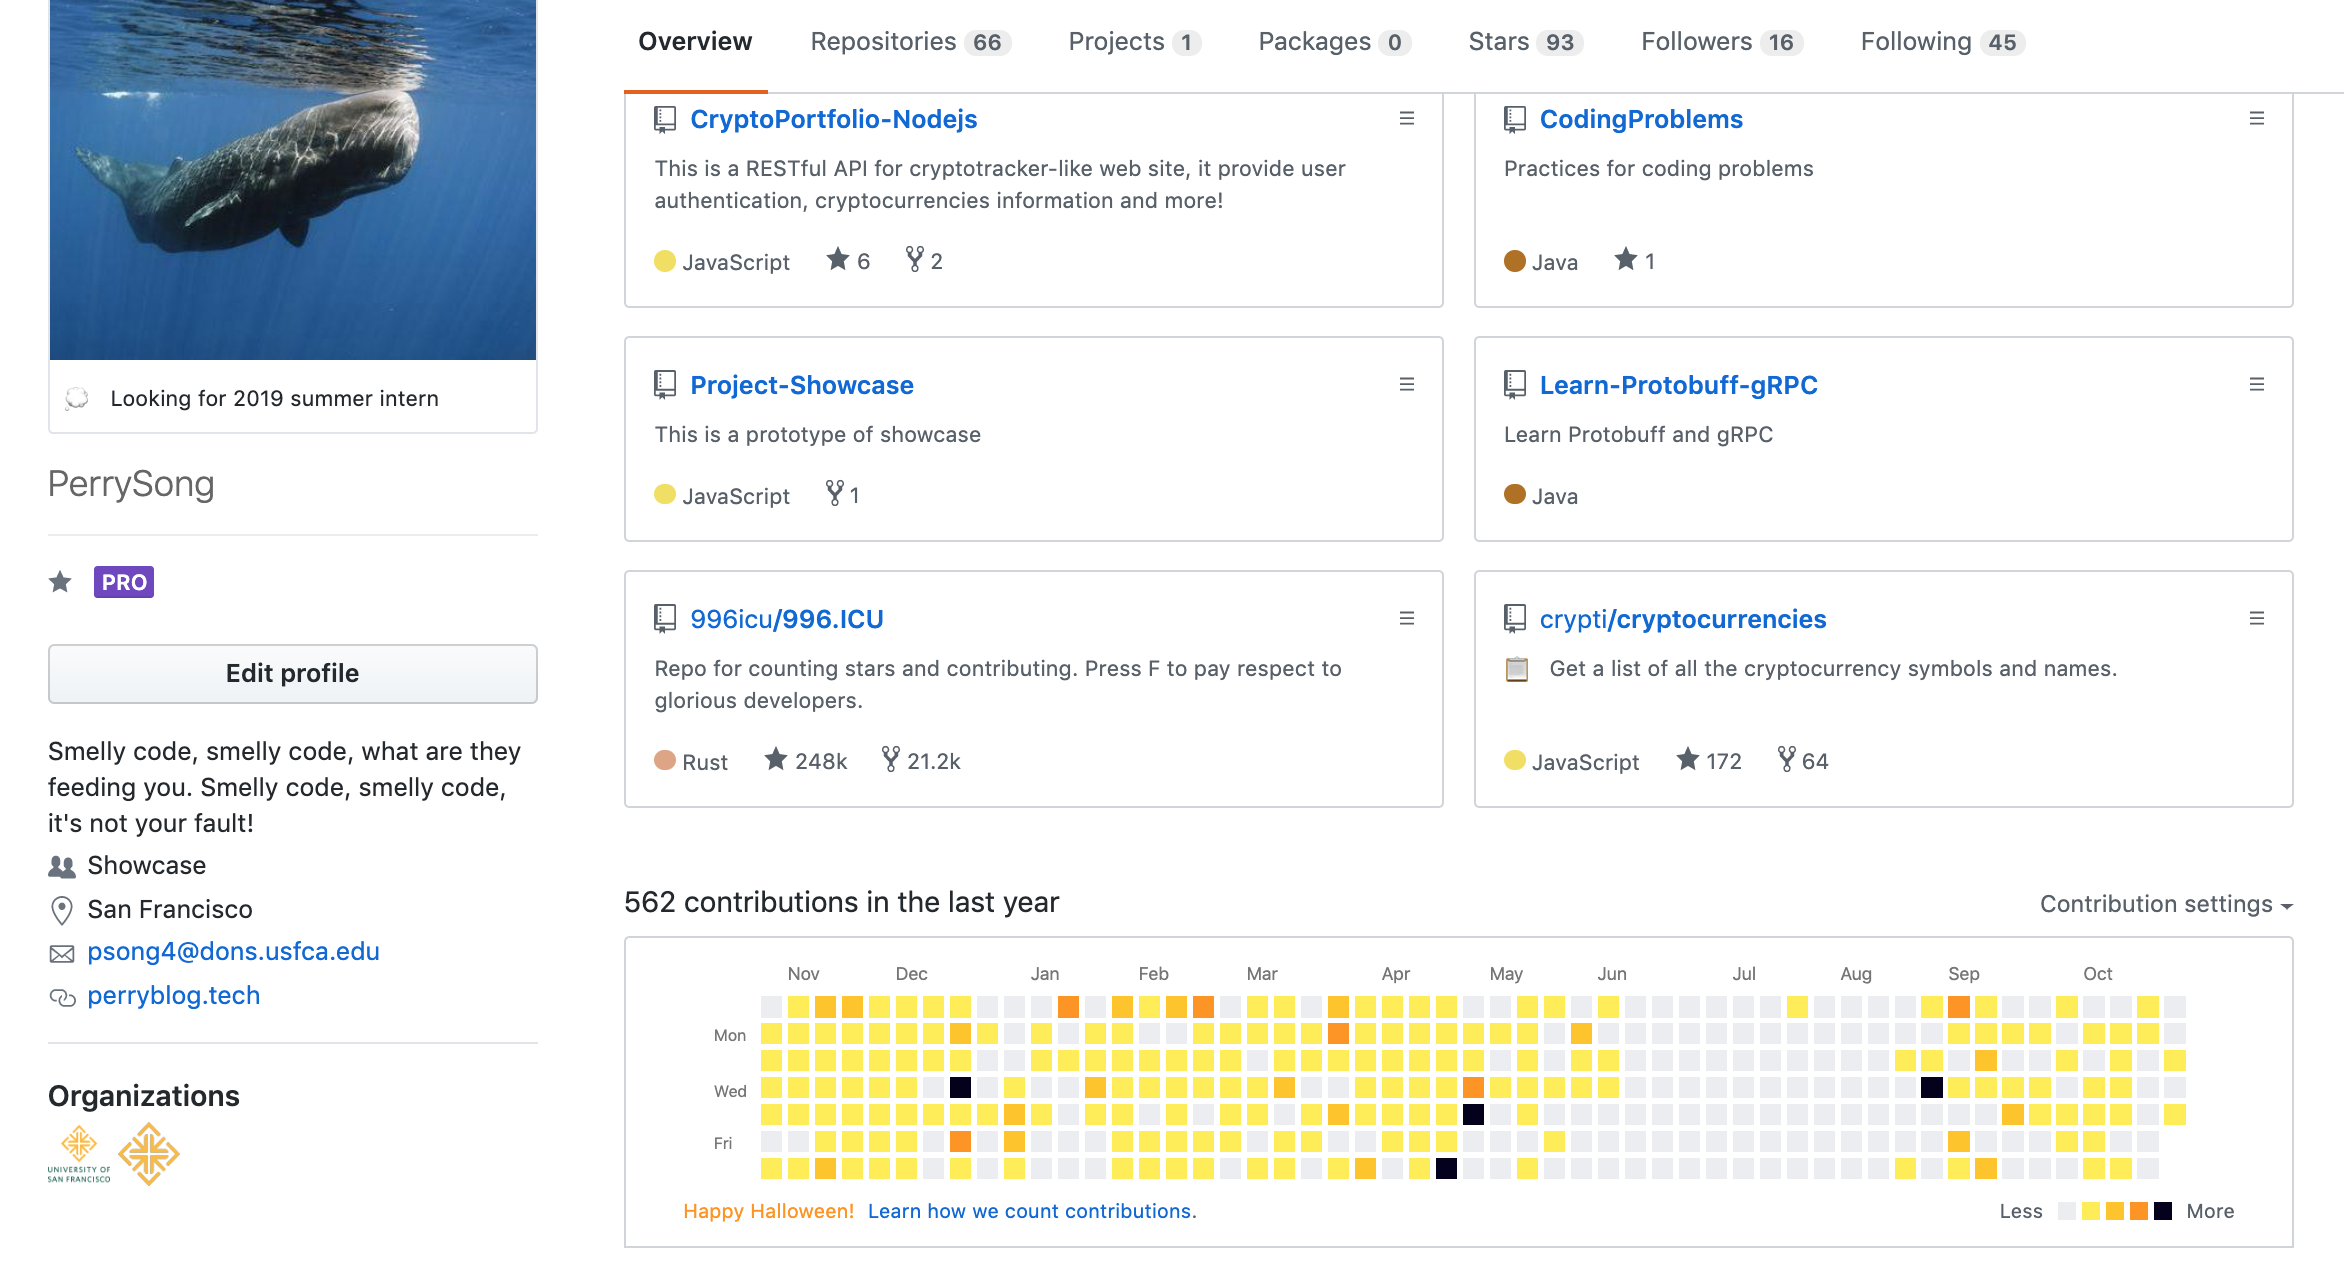 Overview
Repositories 66
Projects 1
Packages 0
Stars 93
Followers 16
Following 45
Looking for 2019 summer intern
PerrySong
PRO
Edit profile
Smelly code, smelly code, what are they
feeding you. Smelly code, smelly code,
it's not your fault!
Showcase
San Francisco
psong4@dons.usfca.edu
perryblog.tech
Organizations
UNIVERSITY OF
SAN FRANCISCO
CryptoPortfolio-Nodejs
This is a RESTful API for cryptotracker-like web site, it provide user
authentication, cryptocurrencies information and more!
JavaScript 6 2
CodingProblems
Practices for coding problems
Java 1
Project-Showcase
This is a prototype of showcase
JavaScript 1
Learn-Protobuff-gRPC
Learn Protobuff and gRPC
Java
996icu/996.ICU
Repo for counting stars and contributing. Press F to pay respect to
glorious developers.
Rust 248k 21.2k
crypti/cryptocurrencies
Get a list of all the cryptocurrency symbols and names.
JavaScript 172 64
562 contributions in the last year
Contribution settings
Nov Dec Jan Feb Mar Apr May Jun Jul Aug Sep Oct
Mon
Wed
Fri
Happy Halloween! Learn how we count contributions.
Less More